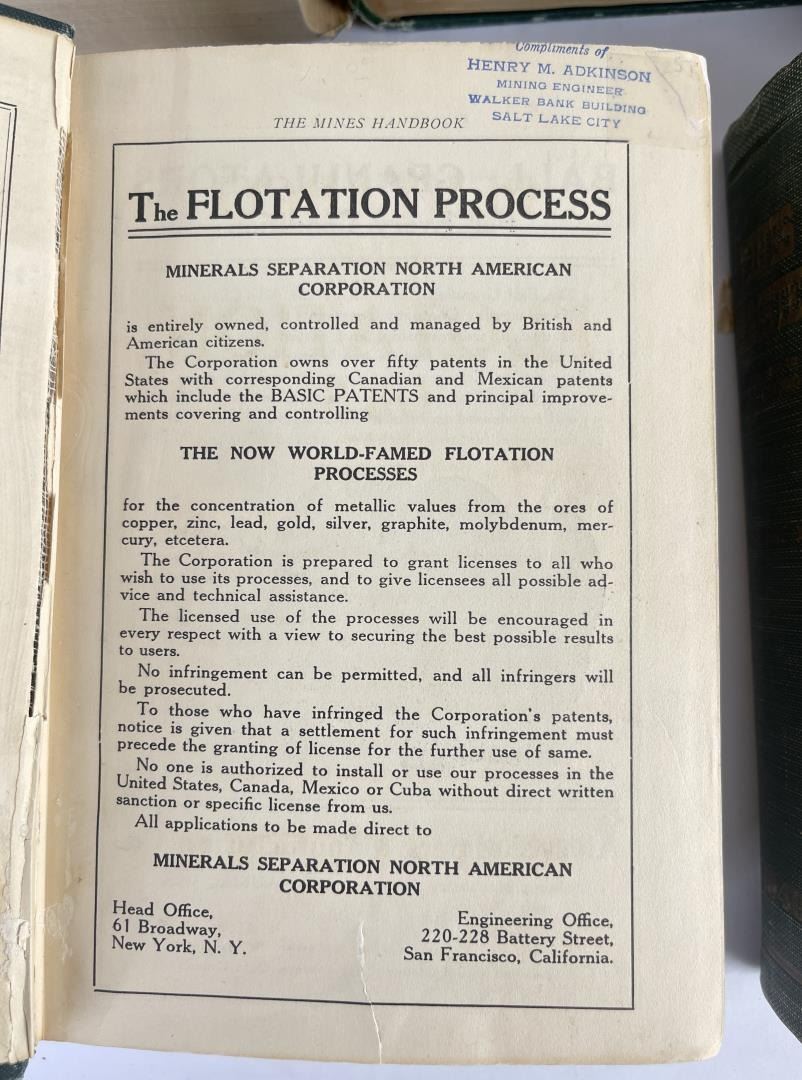 Compliments of
HENRY M. ADKINSON
MINING ENGINEER
WALKER BANK BUILDING
SALT LAKE CITY
THE MINES HANDBOOK
The FLOTATION PROCESS
MINERALS SEPARATION NORTH AMERICAN
CORPORATION
is entirely owned, controlled and managed by British and
American citizens.
The Corporation owns over fifty patents in the United
States with corresponding Canadian and Mexican patents
which include the BASIC PATENTS and principal improve-
ments covering and controlling
THE NOW WORLD-FAMED FLOTATION
PROCESSES
for the concentration of metallic values from the ores of
copper, zinc, lead, gold, silver, graphite, molybdenum, mer-
cury, etcetera.
The Corporation is prepared to grant licenses to all who
wish to use its processes, and to give licensees all possible ad-
vice and technical assistance.
The licensed use of the processes will be encouraged in
every respect with a view to securing the best possible results
to users.
No infringement can be permitted, and all infringers will
be prosecuted.
To those who have infringed the Corporation's patents,
notice is given that a settlement for such infringement must
precede the granting of license for the further use of same.
No one is authorized to install or use our processes in the
United States, Canada, Mexico or Cuba without direct written
sanction or specific license from us.
All applications to be made direct to
MINERALS SEPARATION NORTH AMERICAN
CORPORATION
Head Office,
61 Broadway,
New York, N. Y.
Engineering Office,
220-228 Battery Street,
San Francisco, California.